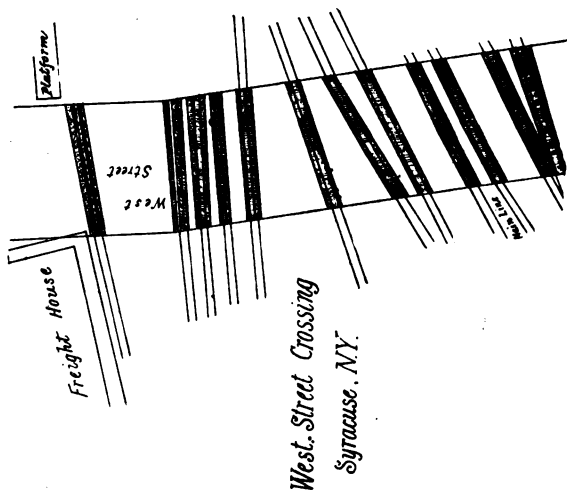 Platform
West
Street
Freight House
Main Line
West. Street Crossing
Syracuse, N.Y.